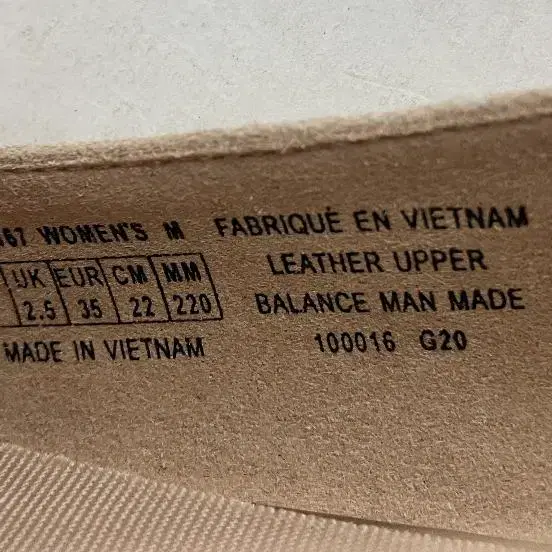 67 WOMEN'S M
UK EUR CM MM
2.5 35 22 220
MADE IN VIETNAM
FABRIQUÉ EN VIETNAM
LEATHER UPPER
BALANCE MAN MADE
100016 G20